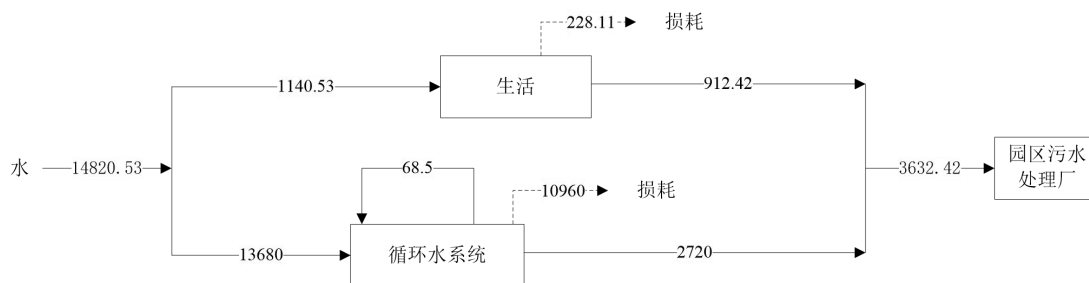 228.11
损耗
1140.53
生活
912.42
水
14820.53
68.5
10960
损耗
3632.42
园区污水
处理厂
13680
循环水系统
2720